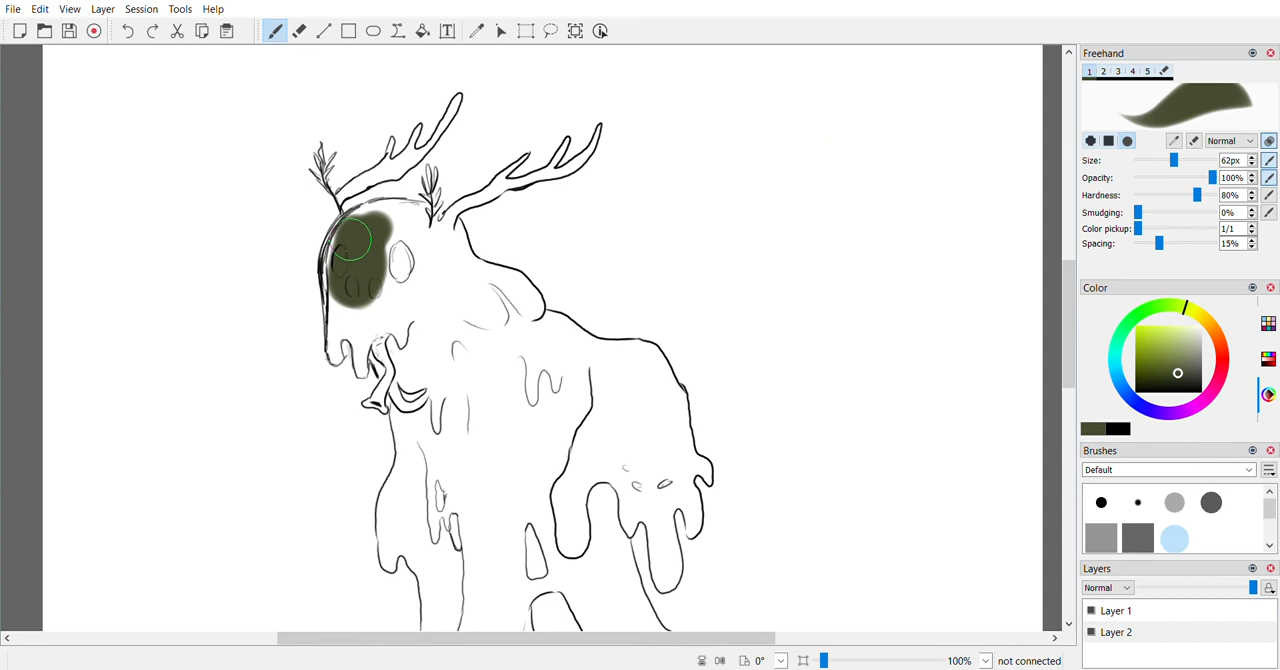 File Edit View Layer Session Tools Help
Freehand
1 2 3 4 5
Normal
Size: 62px
Opacity: 100%
Hardness: 80%
Smudging: 0%
Color pickup: 1/1
Spacing: 15%
Color
Brushes
Default
Layers
Normal
Layer 1
Layer 2
0° 100% not connected